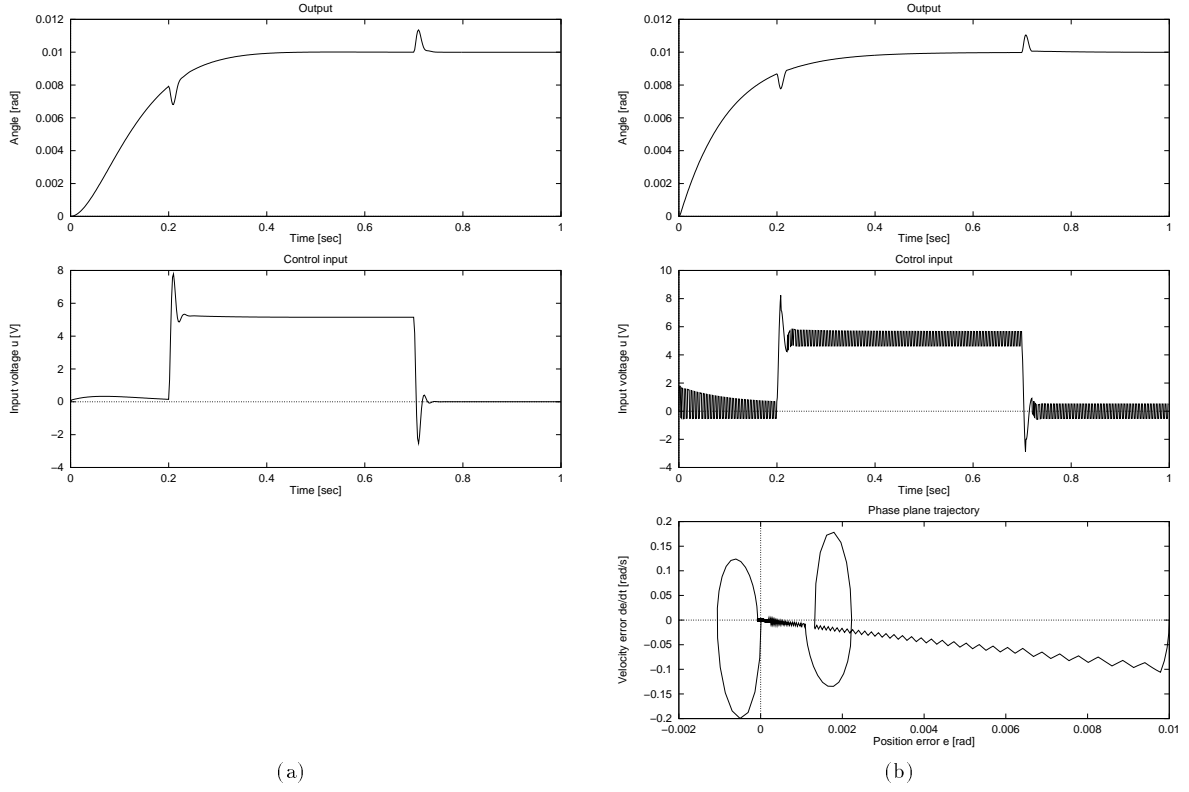 Output
0.012
0.01
0.008
0.006
0.004
0.002
0
Angle [rad]
0 0.2 0.4 0.6 0.8 1
Time [sec]
Control input
8
6
4
2
0
−2
−4
Input voltage u [V]
0 0.2 0.4 0.6 0.8 1
Time [sec]
(a)
Output
0.012
0.01
0.008
0.006
0.004
0.002
0
Angle [rad]
0 0.2 0.4 0.6 0.8 1
Time [sec]
Cotrol input
10
8
6
4
2
0
−2
−4
Input voltage u [V]
0 0.2 0.4 0.6 0.8 1
Time [sec]
Phase plane trajectory
0.2
0.15
0.1
0.05
0
−0.05
−0.1
−0.15
−0.2
Velocity error de/dt [rad/s]
−0.002 0 0.002 0.004 0.006 0.008 0.01
Position error e [rad]
(b)